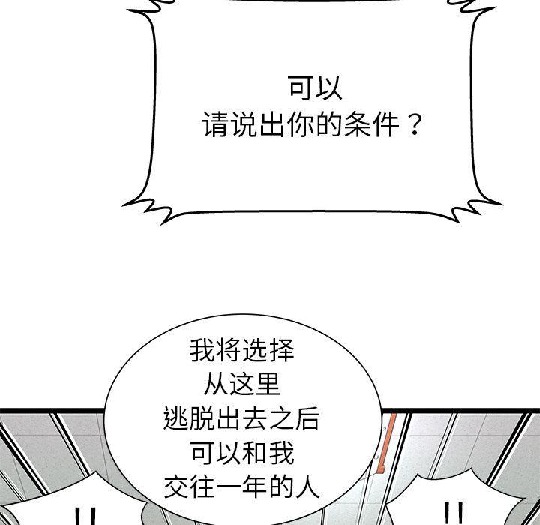 可以
请说出你的条件？
我将选择
从这里
逃脱出去之后
可以和我
交往一年的人
!!
!!